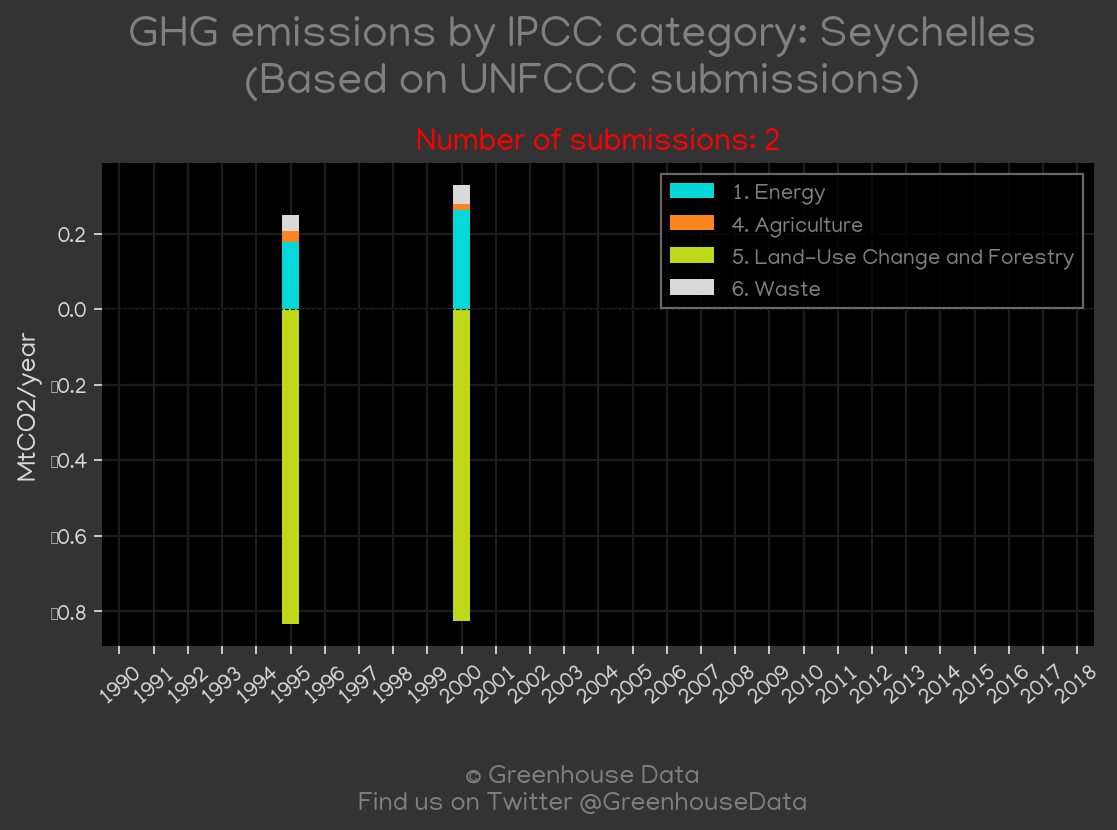 GHG emissions by IPCC category: Seychelles
(Based on UNFCCC submissions)
Number of submissions: 2
1. Energy
4. Agriculture
5. Land-Use Change and Forestry
6. Waste
MtCO2/year
0.2
0.0
▯0.2
▯0.4
▯0.6
▯0.8
1990 1991 1992 1993 1994 1995 1996 1997 1998 1999 2000 2001 2002 2003 2004 2005 2006 2007 2008 2009 2010 2011 2012 2013 2014 2015 2016 2017 2018
© Greenhouse Data
Find us on Twitter @GreenhouseData